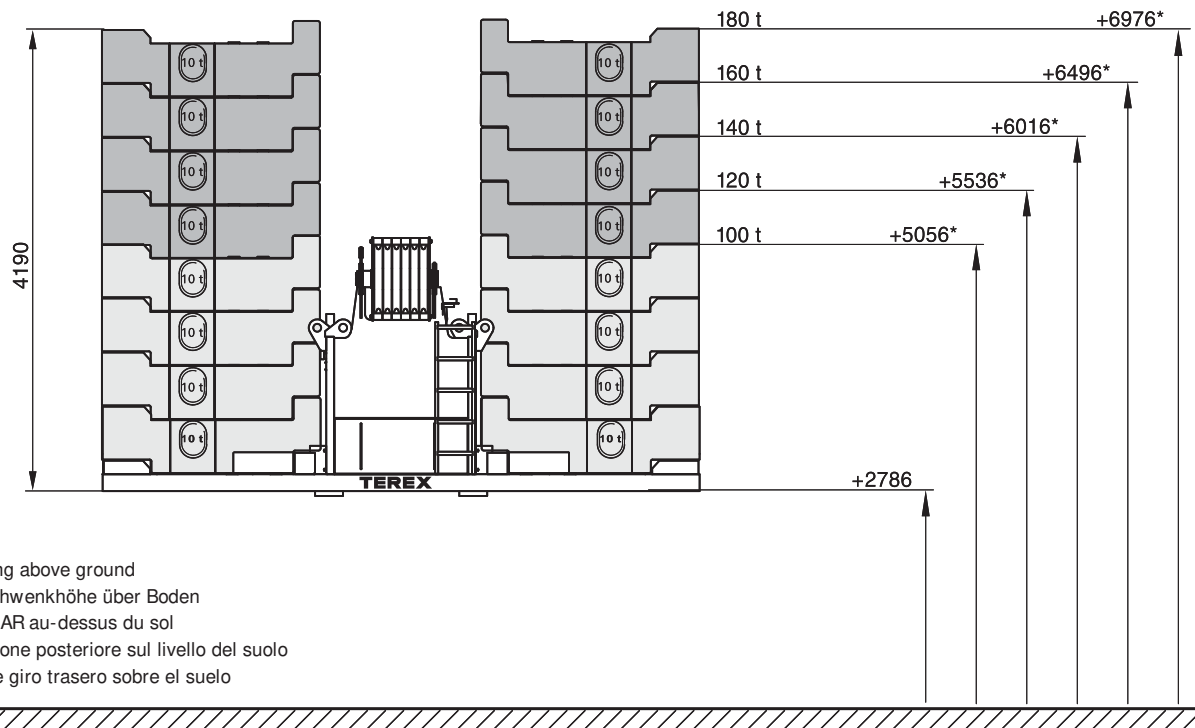 180 t +6976*
160 t +6496*
140 t +6016*
120 t +5536*
100 t +5056*
10 t 10 t
10 t 10 t
10 t 10 t
10 t 10 t
10 t 10 t
10 t 10 t
10 t 10 t
10 t 10 t
4190
TEREX
+2786
ng above ground
hwenkhöhe über Boden
AR au-dessus du sol
one posteriore sul livello del suolo
e giro trasero sobre el suelo